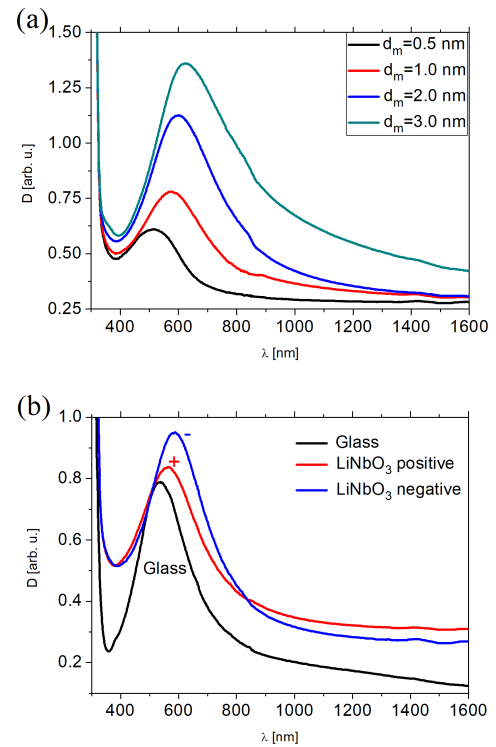 (a)
1.50
1.25
1.00
0.75
0.50
0.25
D [arb. u.]
d_m=0.5 nm
d_m=1.0 nm
d_m=2.0 nm
d_m=3.0 nm
400 600 800 1000 1200 1400 1600
λ [nm]
(b)
1.0
0.8
0.6
0.4
0.2
D [arb. u.]
-
+
Glass
Glass
LiNbO₃ positive
LiNbO₃ negative
400 600 800 1000 1200 1400 1600
λ [nm]